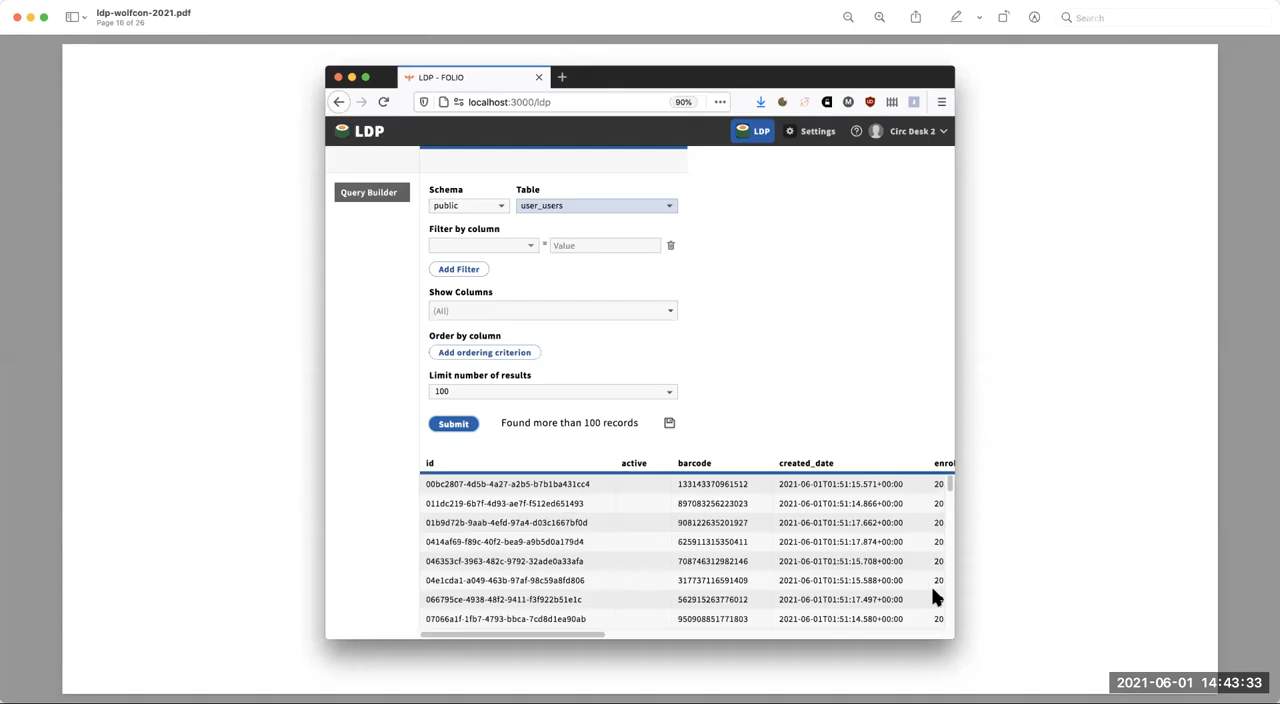 ldp-wolfcon-2021.pdf
Page 16 of 26
Search
LDP - FOLIO
localhost:3000/ldp
90%
LDP
LDP
Settings
Circ Desk 2
Query Builder
Schema
Table
public
user_users
Filter by column
= Value
Add Filter
Show Columns
(All)
Order by column
Add ordering criterion
Limit number of results
100
Submit
Found more than 100 records
id active barcode created_date enrol
00bc2807-4d5b-4a27-a2b5-b7b1ba431cc4 133143370961512 2021-06-01T01:51:15.571+00:00 20
011dc219-6b7f-4d93-ae7f-f512ed651493 897083256223023 2021-06-01T01:51:14.866+00:00 20
01b9d72b-9aab-4efd-97a4-d03c1667bf0d 908122635201927 2021-06-01T01:51:17.662+00:00 20
0414af69-f89c-40f2-bea9-a9b5d0a179d4 625911315350411 2021-06-01T01:51:17.874+00:00 20
046353cf-3963-482c-9792-32ade0a33afa 708746312982146 2021-06-01T01:51:15.708+00:00 20
04e1cda1-a049-463b-97af-98c59a8fd806 317737116591409 2021-06-01T01:51:15.588+00:00 20
066795ce-4938-48f2-9411-f3f922b51e1c 562915263776012 2021-06-01T01:51:17.497+00:00 20
07066a1f-1fb7-4793-bbca-7cd8d1ea90ab 950908851771803 2021-06-01T01:51:14.580+00:00 20
2021-06-01 14:43:33